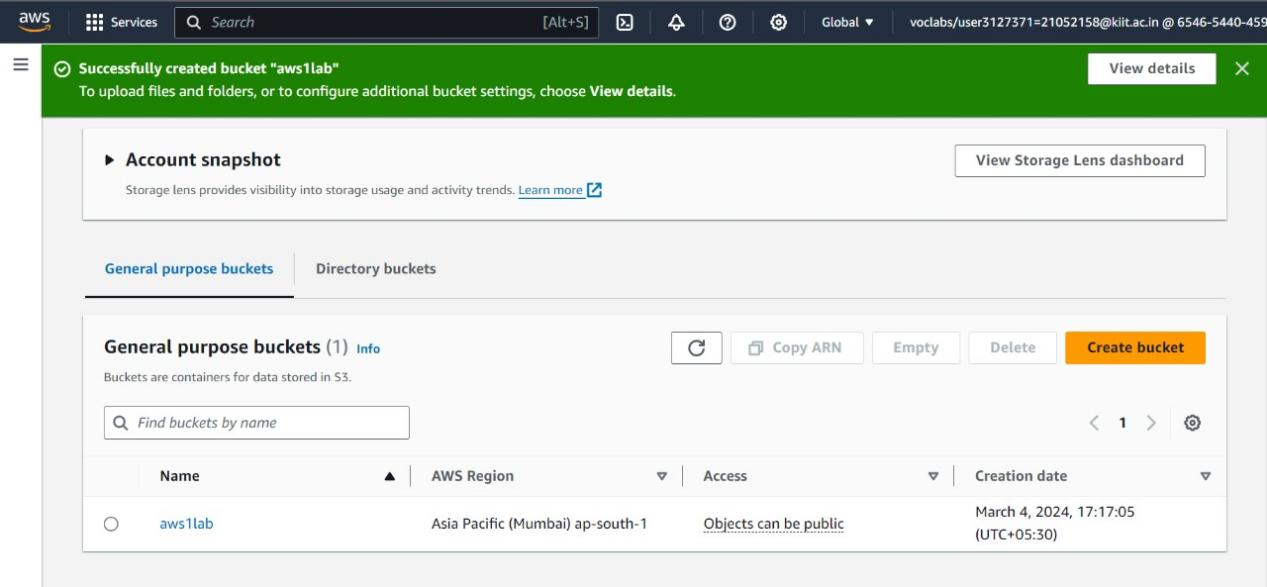 aws
Services
Search
[Alt+S]
Global
voclabs/user3127371=21052158@kiit.ac.in @ 6546-5440-459
Successfully created bucket "aws1lab"
To upload files and folders, or to configure additional bucket settings, choose View details.
View details
Account snapshot
Storage lens provides visibility into storage usage and activity trends. Learn more
View Storage Lens dashboard
General purpose buckets
Directory buckets
General purpose buckets (1) Info
Buckets are containers for data stored in S3.
Copy ARN
Empty
Delete
Create bucket
Find buckets by name
1
Name
AWS Region
Access
Creation date
aws1lab
Asia Pacific (Mumbai) ap-south-1
Objects can be public
March 4, 2024, 17:17:05
(UTC+05:30)